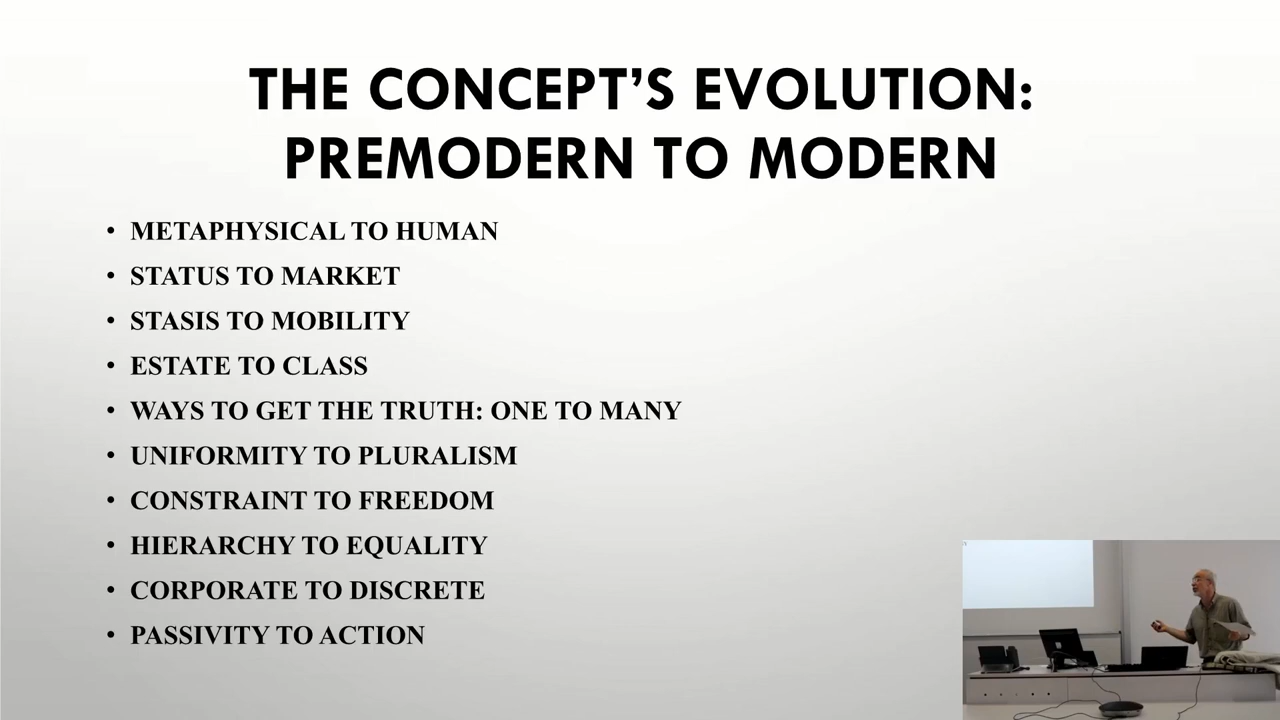 THE CONCEPT’S EVOLUTION:
PREMODERN TO MODERN
• METAPHYSICAL TO HUMAN
• STATUS TO MARKET
• STASIS TO MOBILITY
• ESTATE TO CLASS
• WAYS TO GET THE TRUTH: ONE TO MANY
• UNIFORMITY TO PLURALISM
• CONSTRAINT TO FREEDOM
• HIERARCHY TO EQUALITY
• CORPORATE TO DISCRETE
• PASSIVITY TO ACTION